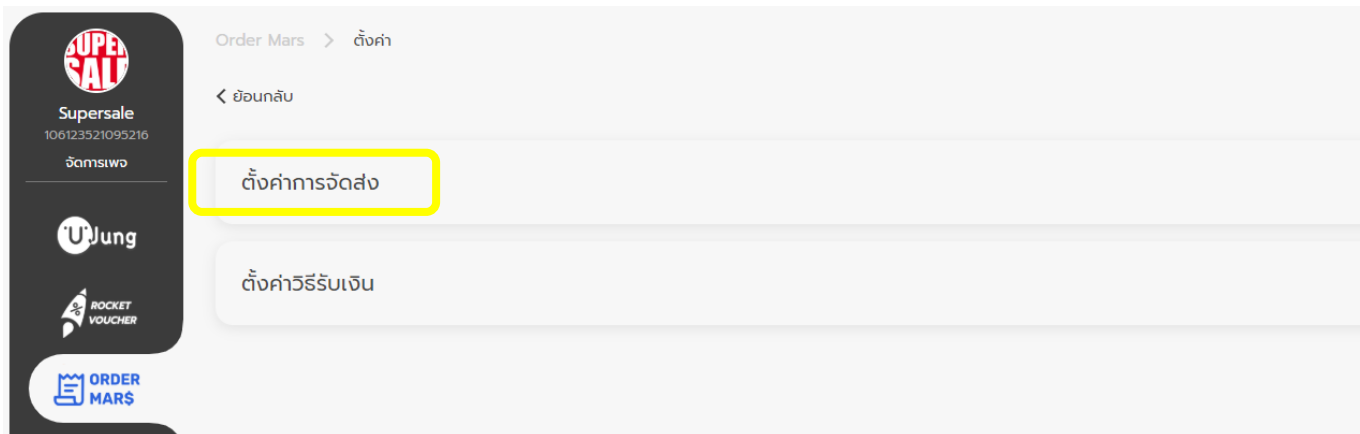 SUPER
SALE
Supersale
106123521095216
จัดการเพจ
Ü Jung
ROCKET
VOUCHER
ORDER
MAR$
Order Mars > ตั้งค่า
< ย้อนกลับ
ตั้งค่าการจัดส่ง
ตั้งค่าวิธีรับเงิน